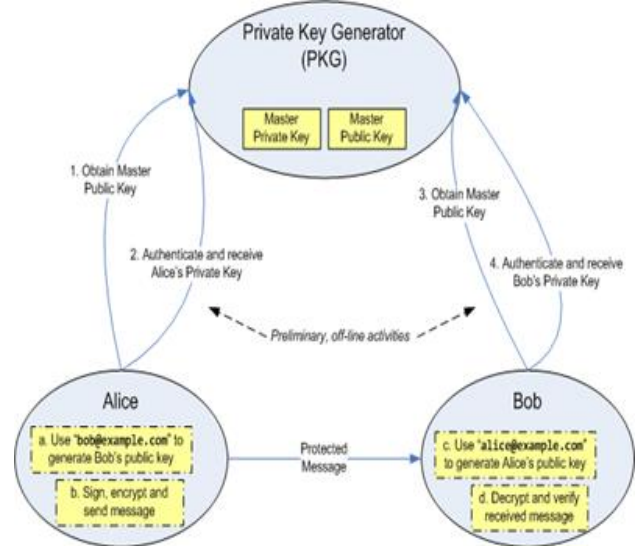 Private Key Generator
(PKG)
Master
Private Key
Master
Public Key
1. Obtain Master
Public Key
2. Authenticate and receive
Alice's Private Key
3. Obtain Master
Public Key
4. Authenticate and receive
Bob's Private Key
Preliminary, off-line activities
Alice
a. Use "bob@example.com" to
generate Bob's public key
b. Sign, encrypt and
send message
Protected
Message
Bob
c. Use "alice@example.com"
to generate Alice's public key
d. Decrypt and verify
received message